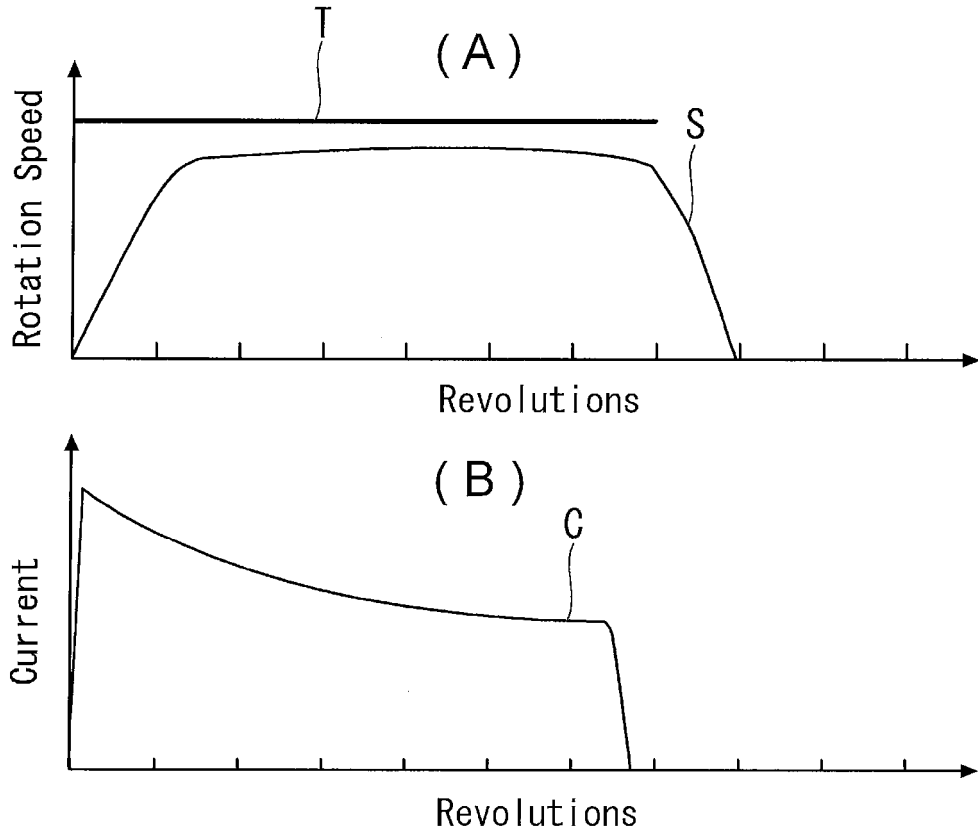 T
(A)
S
Rotation Speed
Revolutions
(B)
C
Current
Revolutions